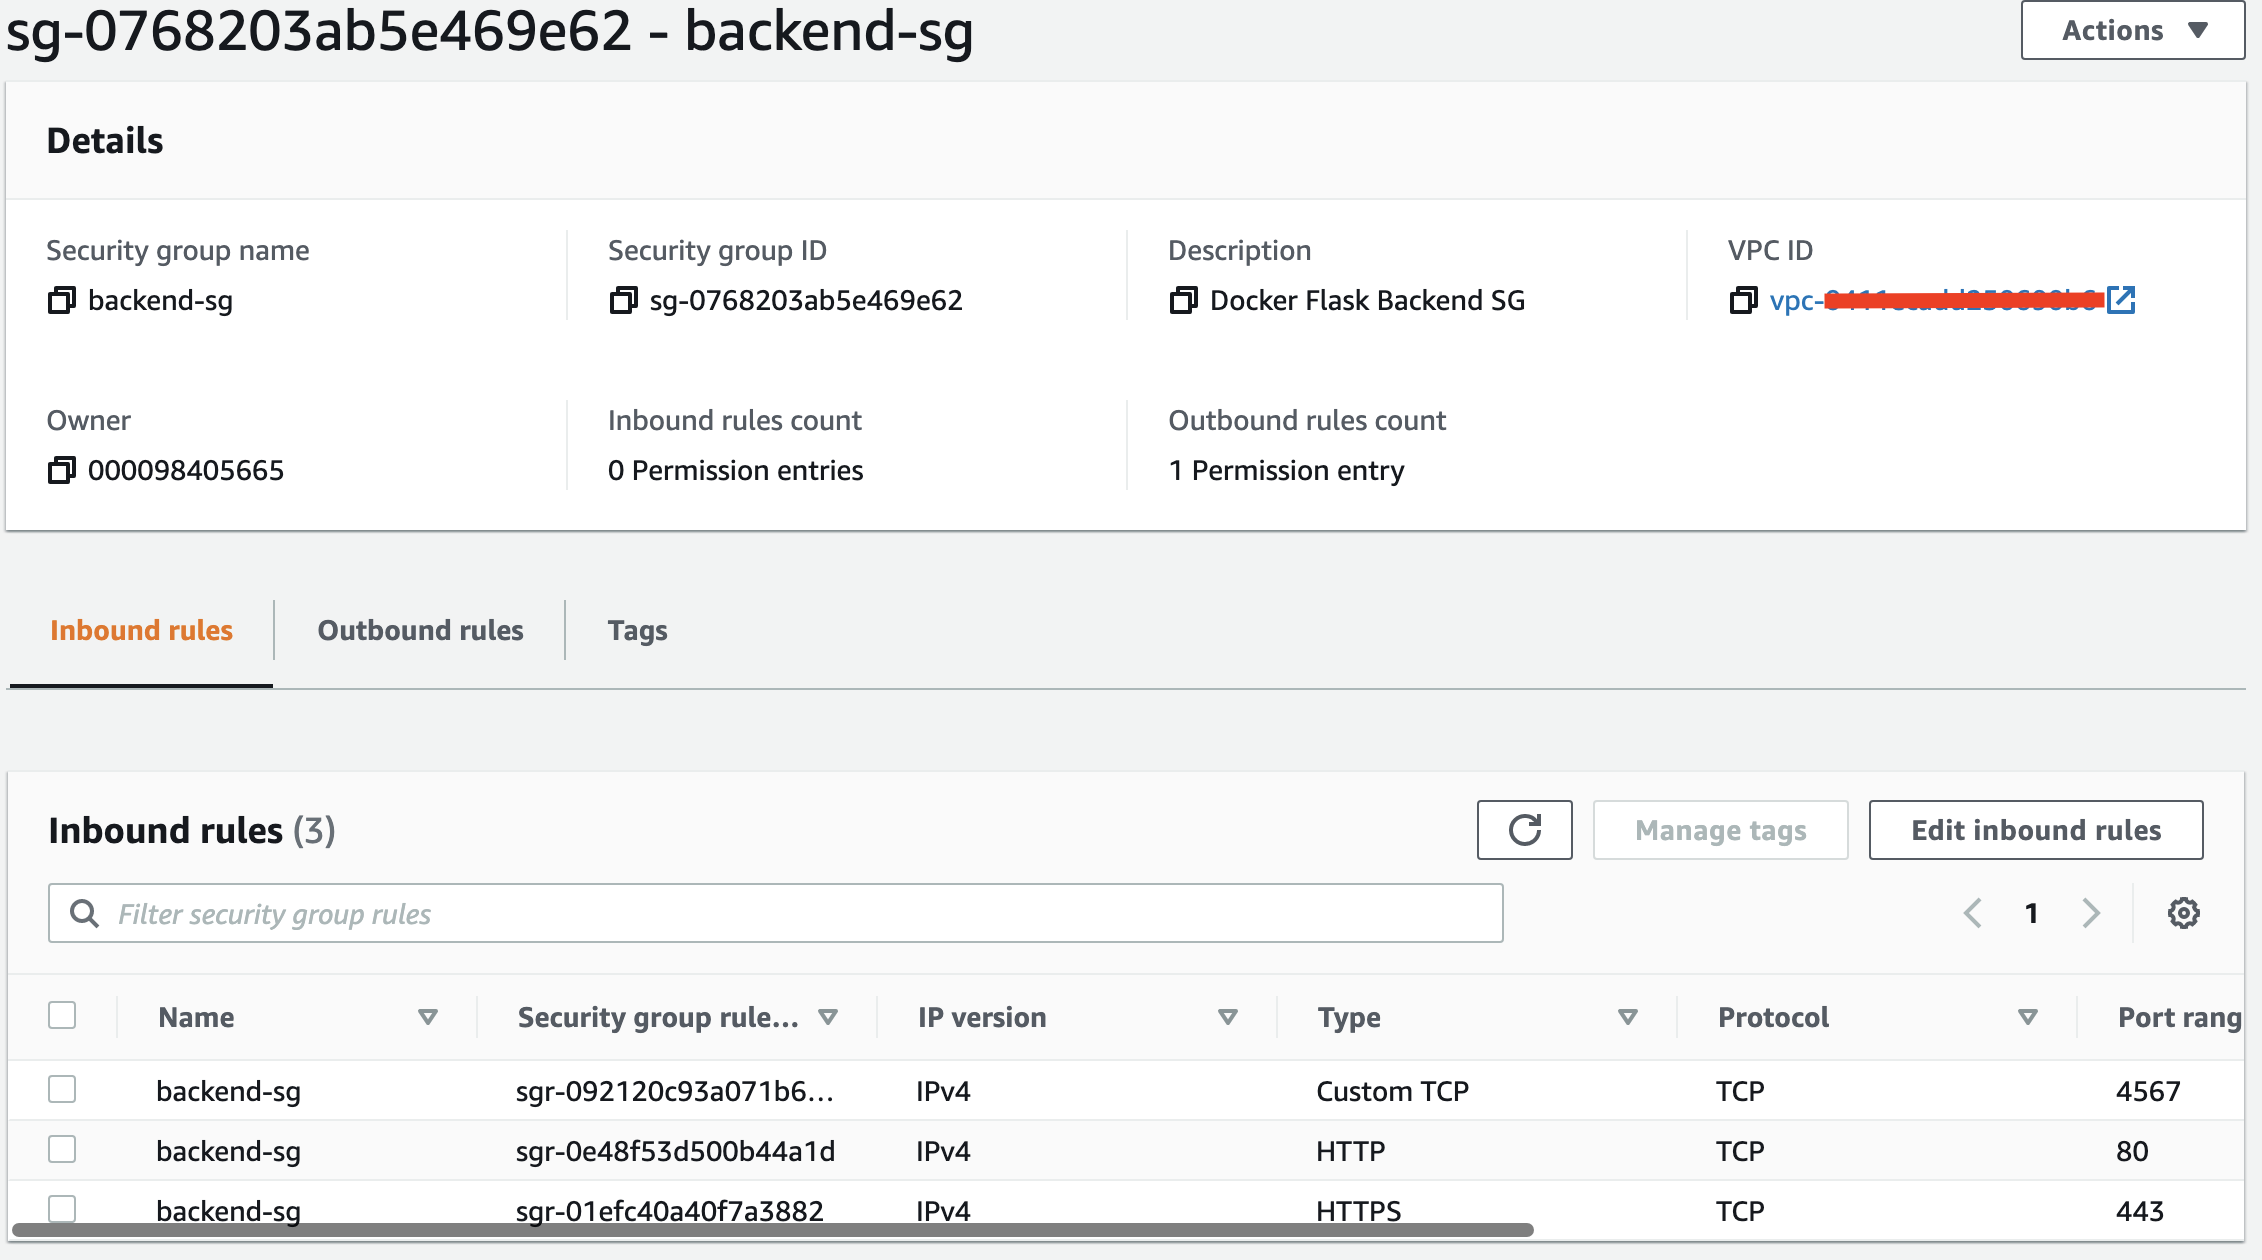 sg-0768203ab5e469e62 - backend-sg
Actions
Details
Security group name
Security group ID
Description
VPC ID
backend-sg
sg-0768203ab5e469e62
Docker Flask Backend SG
vpc-
Owner
Inbound rules count
Outbound rules count
000098405665
0 Permission entries
1 Permission entry
Inbound rules
Outbound rules
Tags
Inbound rules (3)
Manage tags
Edit inbound rules
Filter security group rules
1
Name
Security group rule...
IP version
Type
Protocol
Port rang
backend-sg
sgr-092120c93a071b6...
IPv4
Custom TCP
TCP
4567
backend-sg
sgr-0e48f53d500b44a1d
IPv4
HTTP
TCP
80
backend-sg
sgr-01efc40a40f7a3882
IPv4
HTTPS
TCP
443